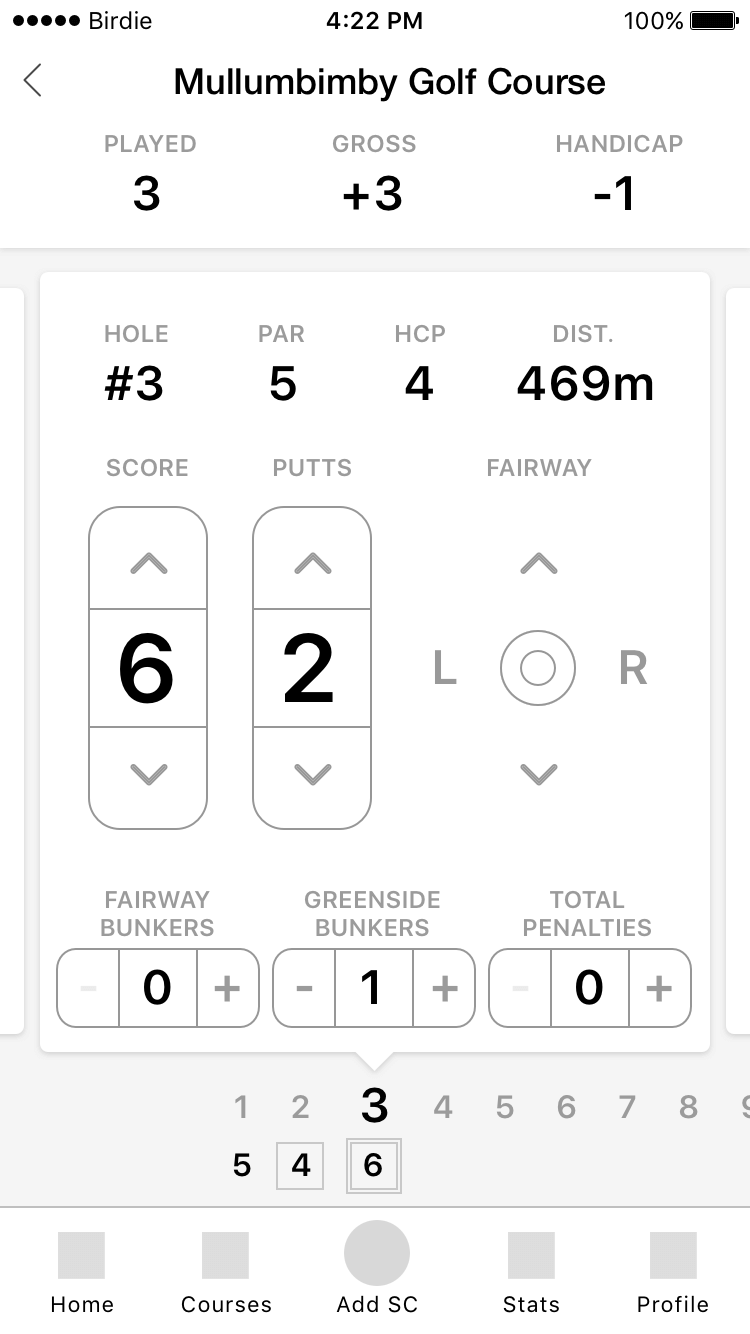 Birdie 4:22 PM 100%
Mullumbimby Golf Course
PLAYED GROSS HANDICAP
3 +3 -1
HOLE PAR HCP DIST.
#3 5 4 469m
SCORE PUTTS FAIRWAY
6 2 L R
FAIRWAY BUNKERS GREENSIDE BUNKERS TOTAL PENALTIES
- 0 + - 1 + - 0 +
1 2 3 4 5 6 7 8 9
5 4 6
Home Courses Add SC Stats Profile